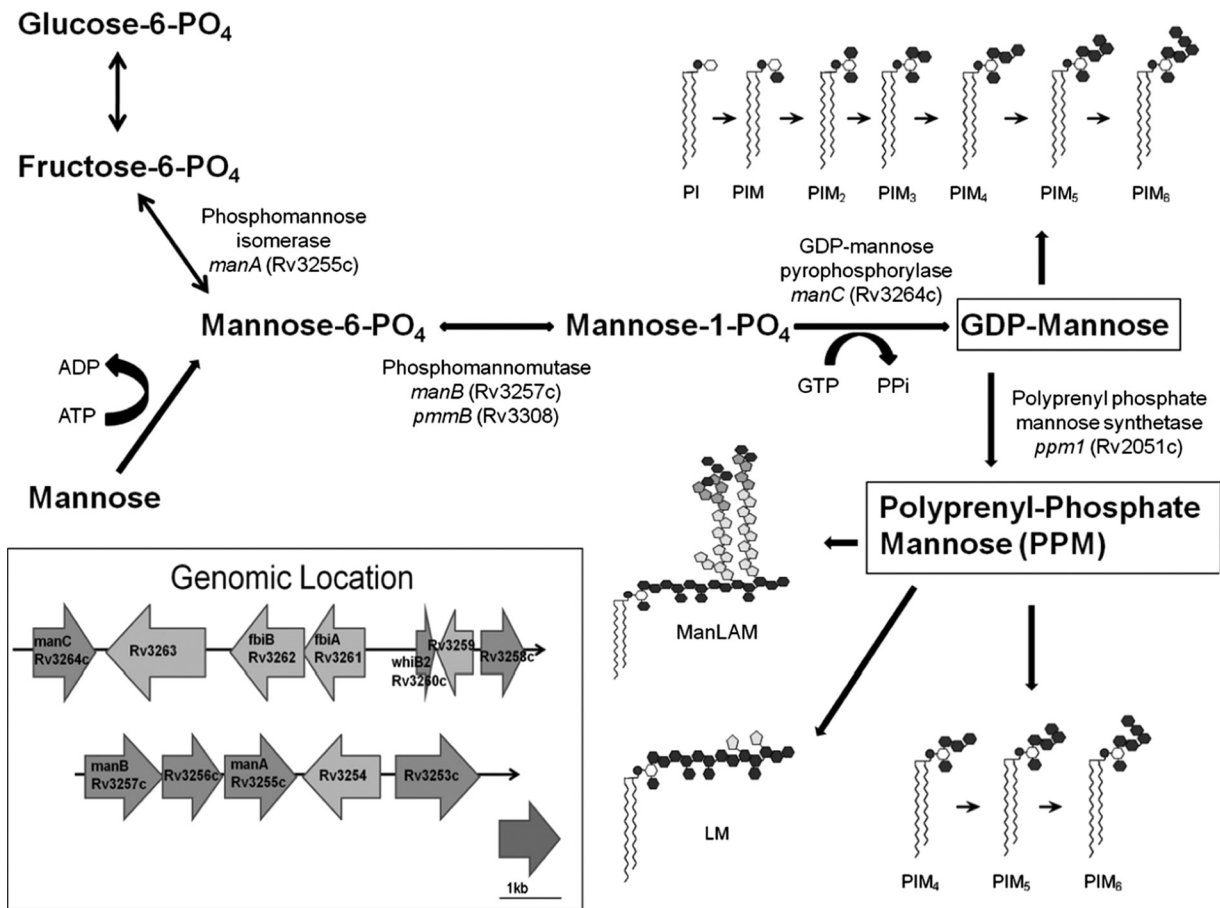 Glucose-6-PO4
Fructose-6-PO4
Phosphomannose
isomerase
manA (Rv3255c)
Mannose-6-PO4
Phosphomannomutase
manB (Rv3257c)
pmmB (Rv3308)
ADP
ATP
Mannose
Mannose-1-PO4
GDP-mannose
pyrophosphorylase
manC (Rv3264c)
GTP PPi
GDP-Mannose
PI PIM PIM2 PIM3 PIM4 PIM5 PIM6
Polyprenyl phosphate
mannose synthetase
ppm1 (Rv2051c)
Polyprenyl-Phosphate
Mannose (PPM)
ManLAM
LM
PIM4 PIM5 PIM6
Genomic Location
manC
Rv3264c
Rv3263
fbiB
Rv3262
fbiA
Rv3261
whiB2
Rv3260c
Rv3259
Rv3258c
manB
Rv3257c
Rv3256c
manA
Rv3255c
Rv3254
Rv3253c
1kb